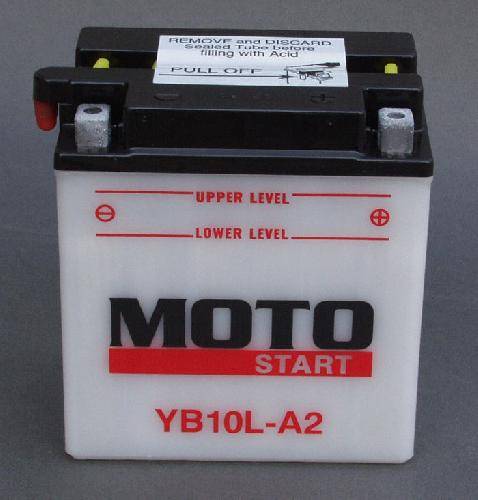 REMOVE and DISCARD
Sealed Tube before
filling with Acid
PULL OFF
UPPER LEVEL
LOWER LEVEL
MOTO
START
YB10L-A2